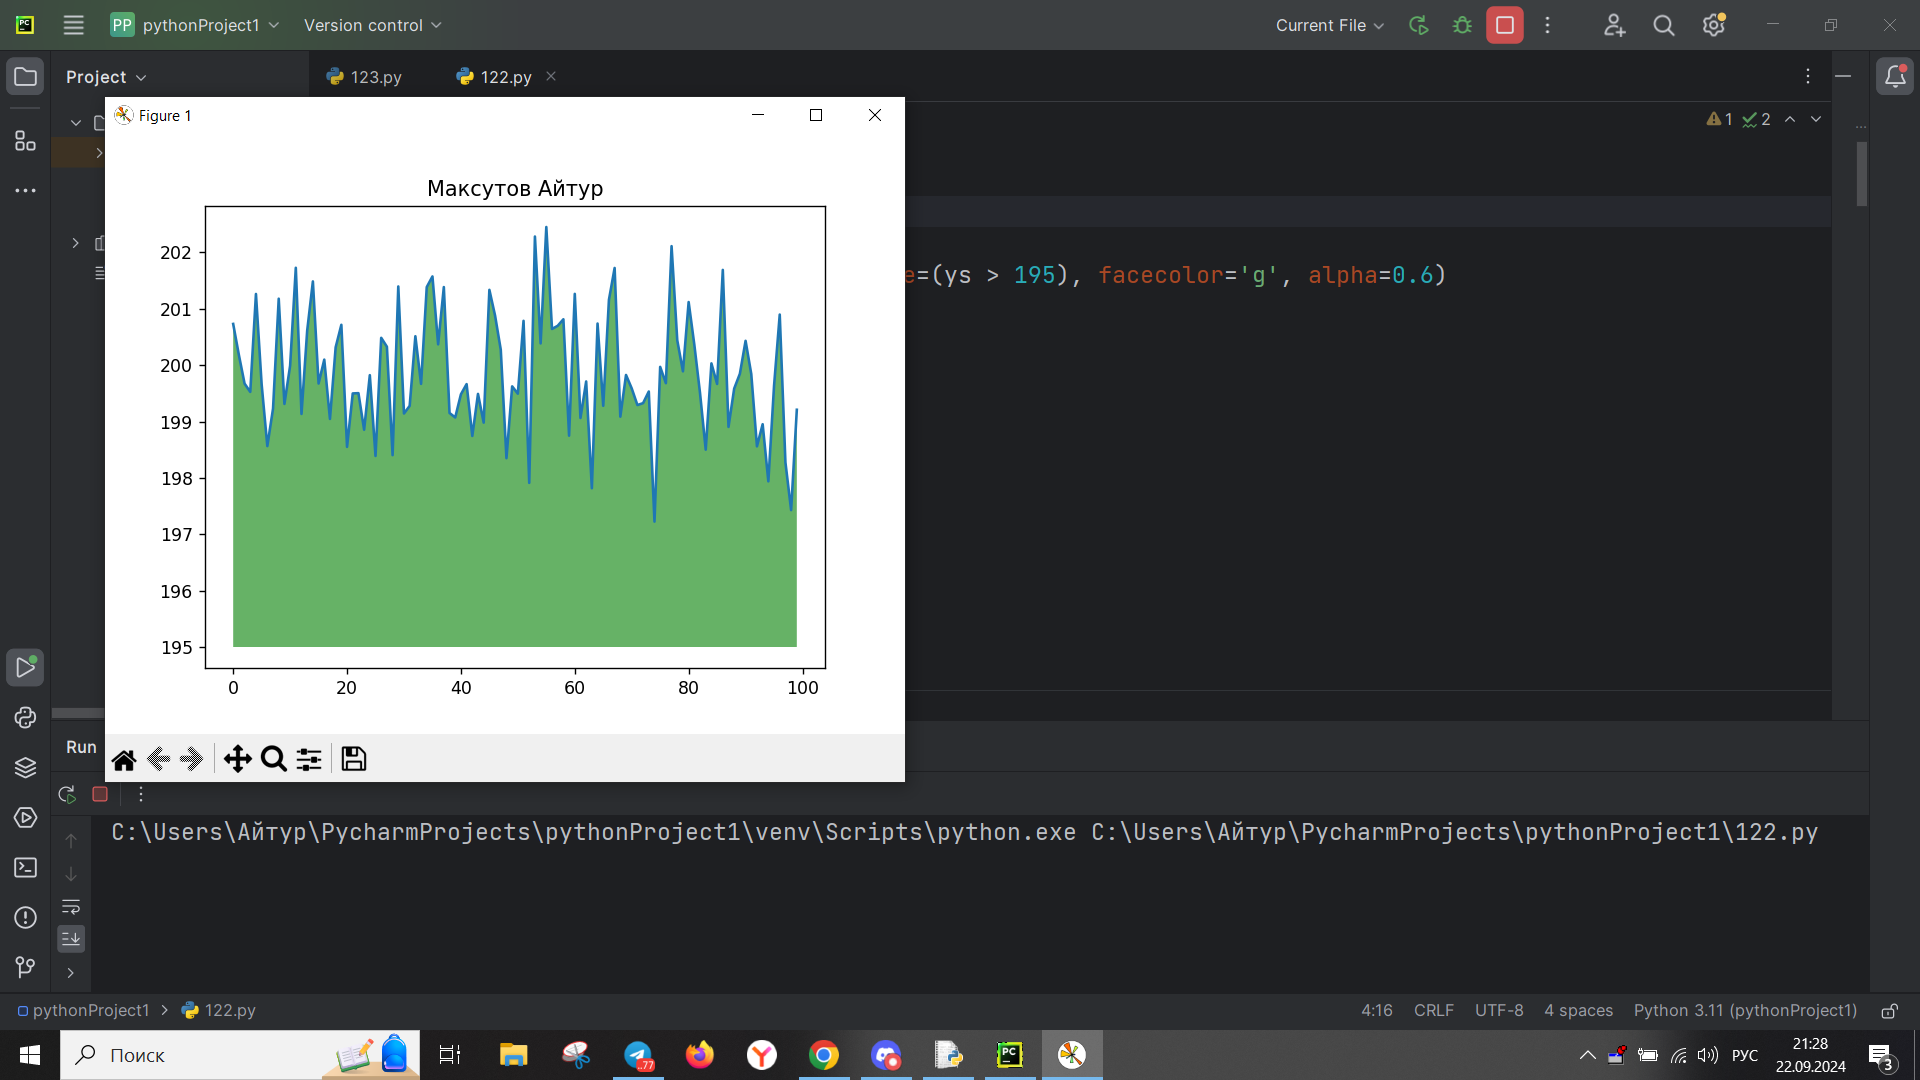 PC
PP pythonProject1
Version control
Current File
Project
123.py
122.py
Figure 1
1
2
Максутов Айтур
e=(ys > 195), facecolor='g', alpha=0.6)
202
201
200
199
198
197
196
195
0 20 40 60 80 100
Run
C:\Users\Айтур\PycharmProjects\pythonProject1\venv\Scripts\python.exe C:\Users\Айтур\PycharmProjects\pythonProject1\122.py
pythonProject1 > 122.py
4:16 CRLF UTF-8 4 spaces Python 3.11 (pythonProject1)
Поиск
..77
PC
РУС
21:28
22.09.2024
3